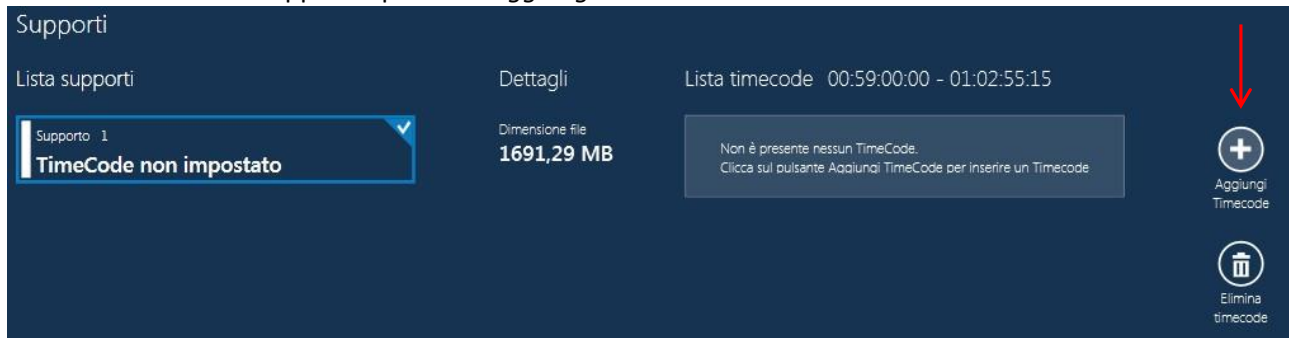 Supporti
Lista supporti
Dettagli
Lista timecode 00:59:00:00 - 01:02:55:15
Supporto 1
TimeCode non impostato
Dimensione file
1691,29 MB
Non è presente nessun TimeCode.
Clicca sul pulsante Aggiungi TimeCode per inserire un Timecode
Aggiungi
Timecode
Elimina
timecode